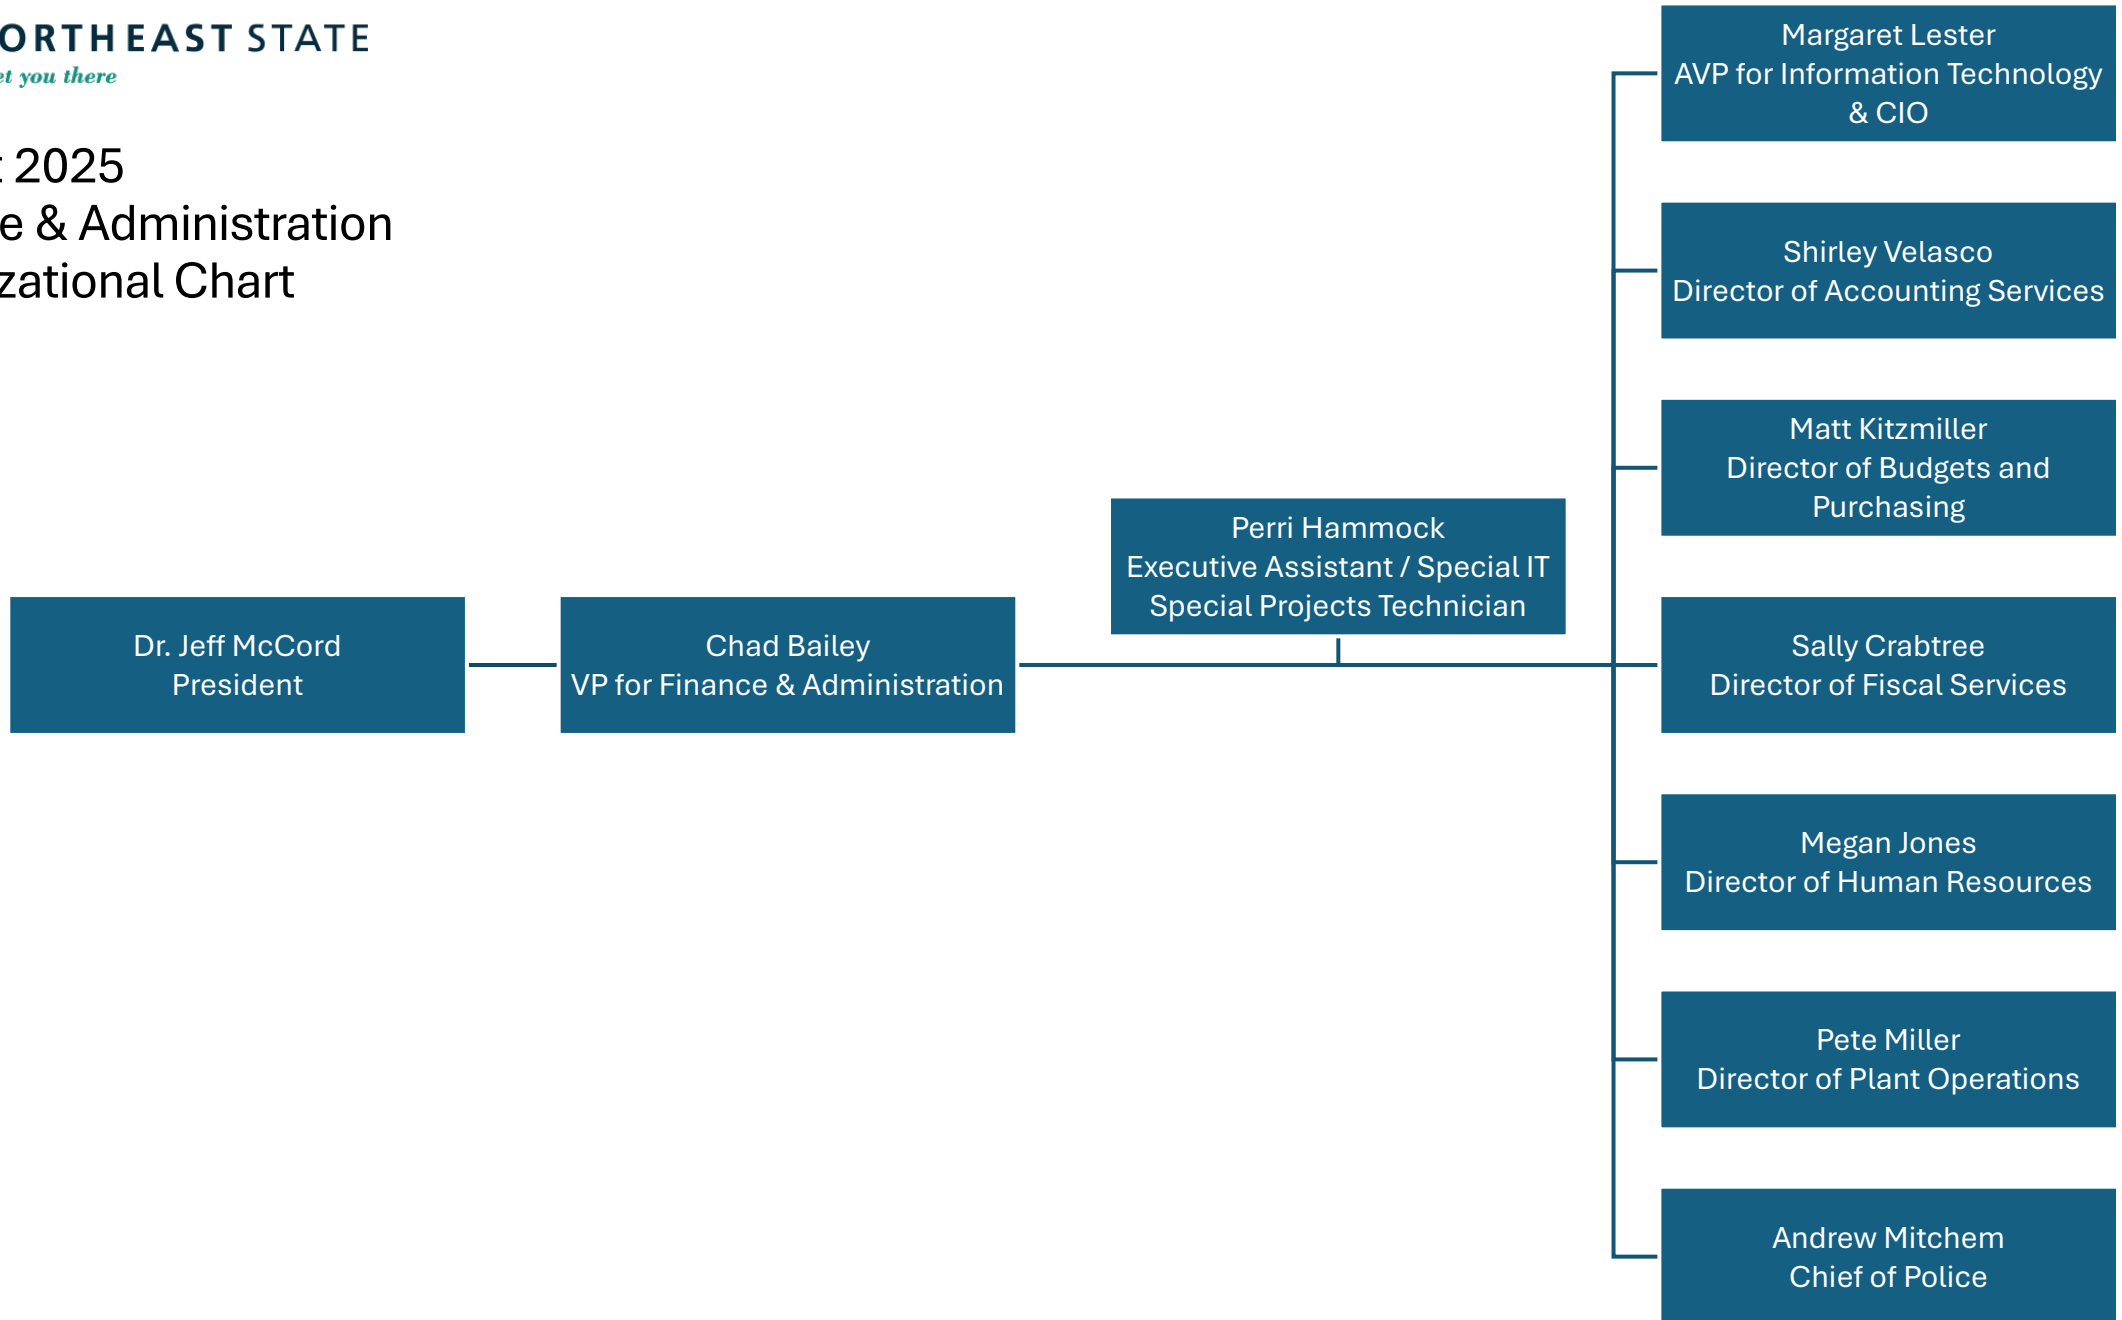 ORTHEAST STATE
et you there
t 2025
e & Administration
zational Chart
Margaret Lester
AVP for Information Technology
& CIO
Shirley Velasco
Director of Accounting Services
Matt Kitzmiller
Director of Budgets and
Purchasing
Perri Hammock
Executive Assistant / Special IT
Special Projects Technician
Dr. Jeff McCord
President
Chad Bailey
VP for Finance & Administration
Sally Crabtree
Director of Fiscal Services
Megan Jones
Director of Human Resources
Pete Miller
Director of Plant Operations
Andrew Mitchem
Chief of Police